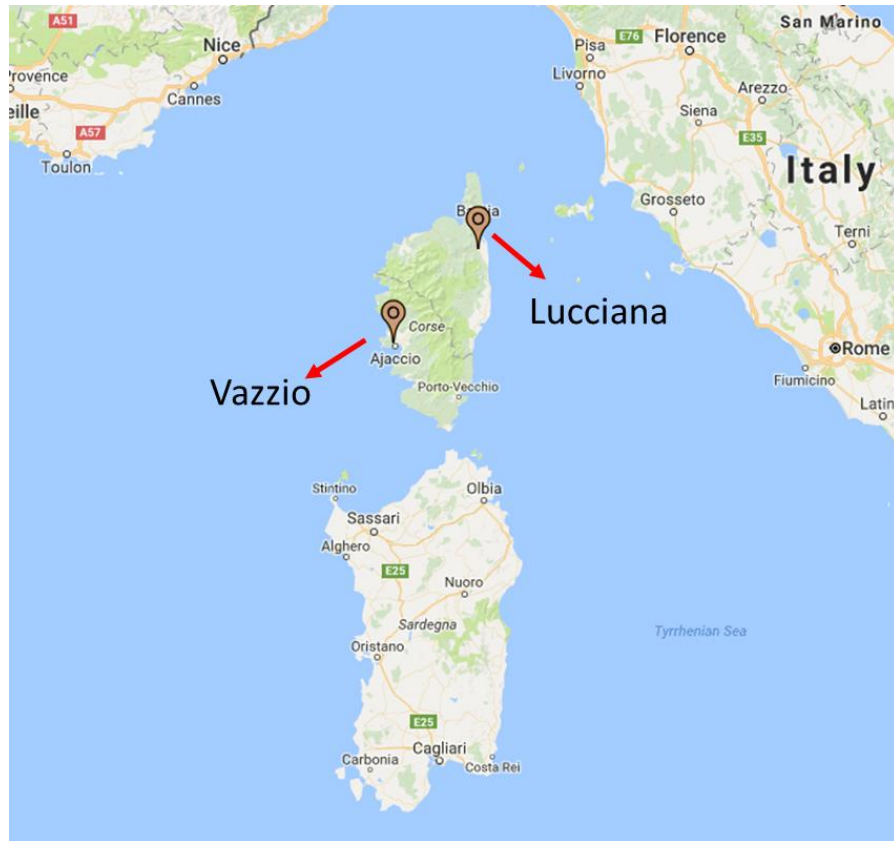 A51
San Marino
Nice
E76
Florence
Pisa
Provence
Cannes
Livorno
Arezzo
eille
A57
Siena
E35
Toulon
Italy
Grosseto
Terni
Lucciana
Corse
Ajaccio
Rome
Vazzio
Porto-Vecchio
Fiumicino
Latin
Stintino
Olbia
Sassari
Alghero
E25
Nuoro
Sardegna
Tyrrhenian Sea
Oristano
E25
Cagliari
Carbonia
Costa Rei